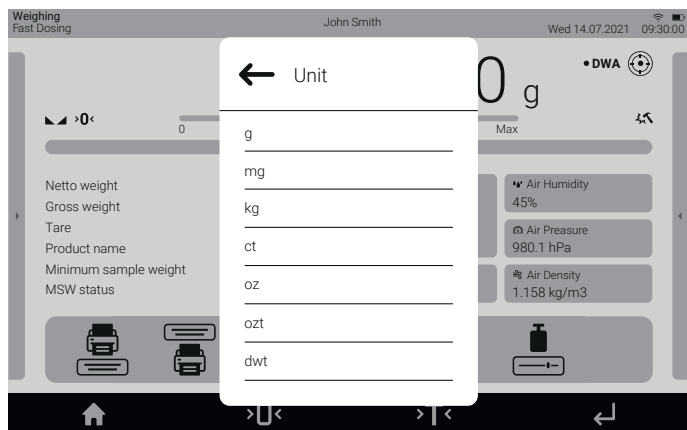 Weighing
Fast Dosing
John Smith
Wed 14.07.2021 09:30:00
Unit
0 g
• DWA
>0<
0
Max
g
mg
kg
ct
oz
ozt
dwt
Netto weight
Gross weight
Tare
Product name
Minimum sample weight
MSW status
Air Humidity
45%
Air Preasure
980.1 hPa
Air Density
1.158 kg/m3
>0<
>T<